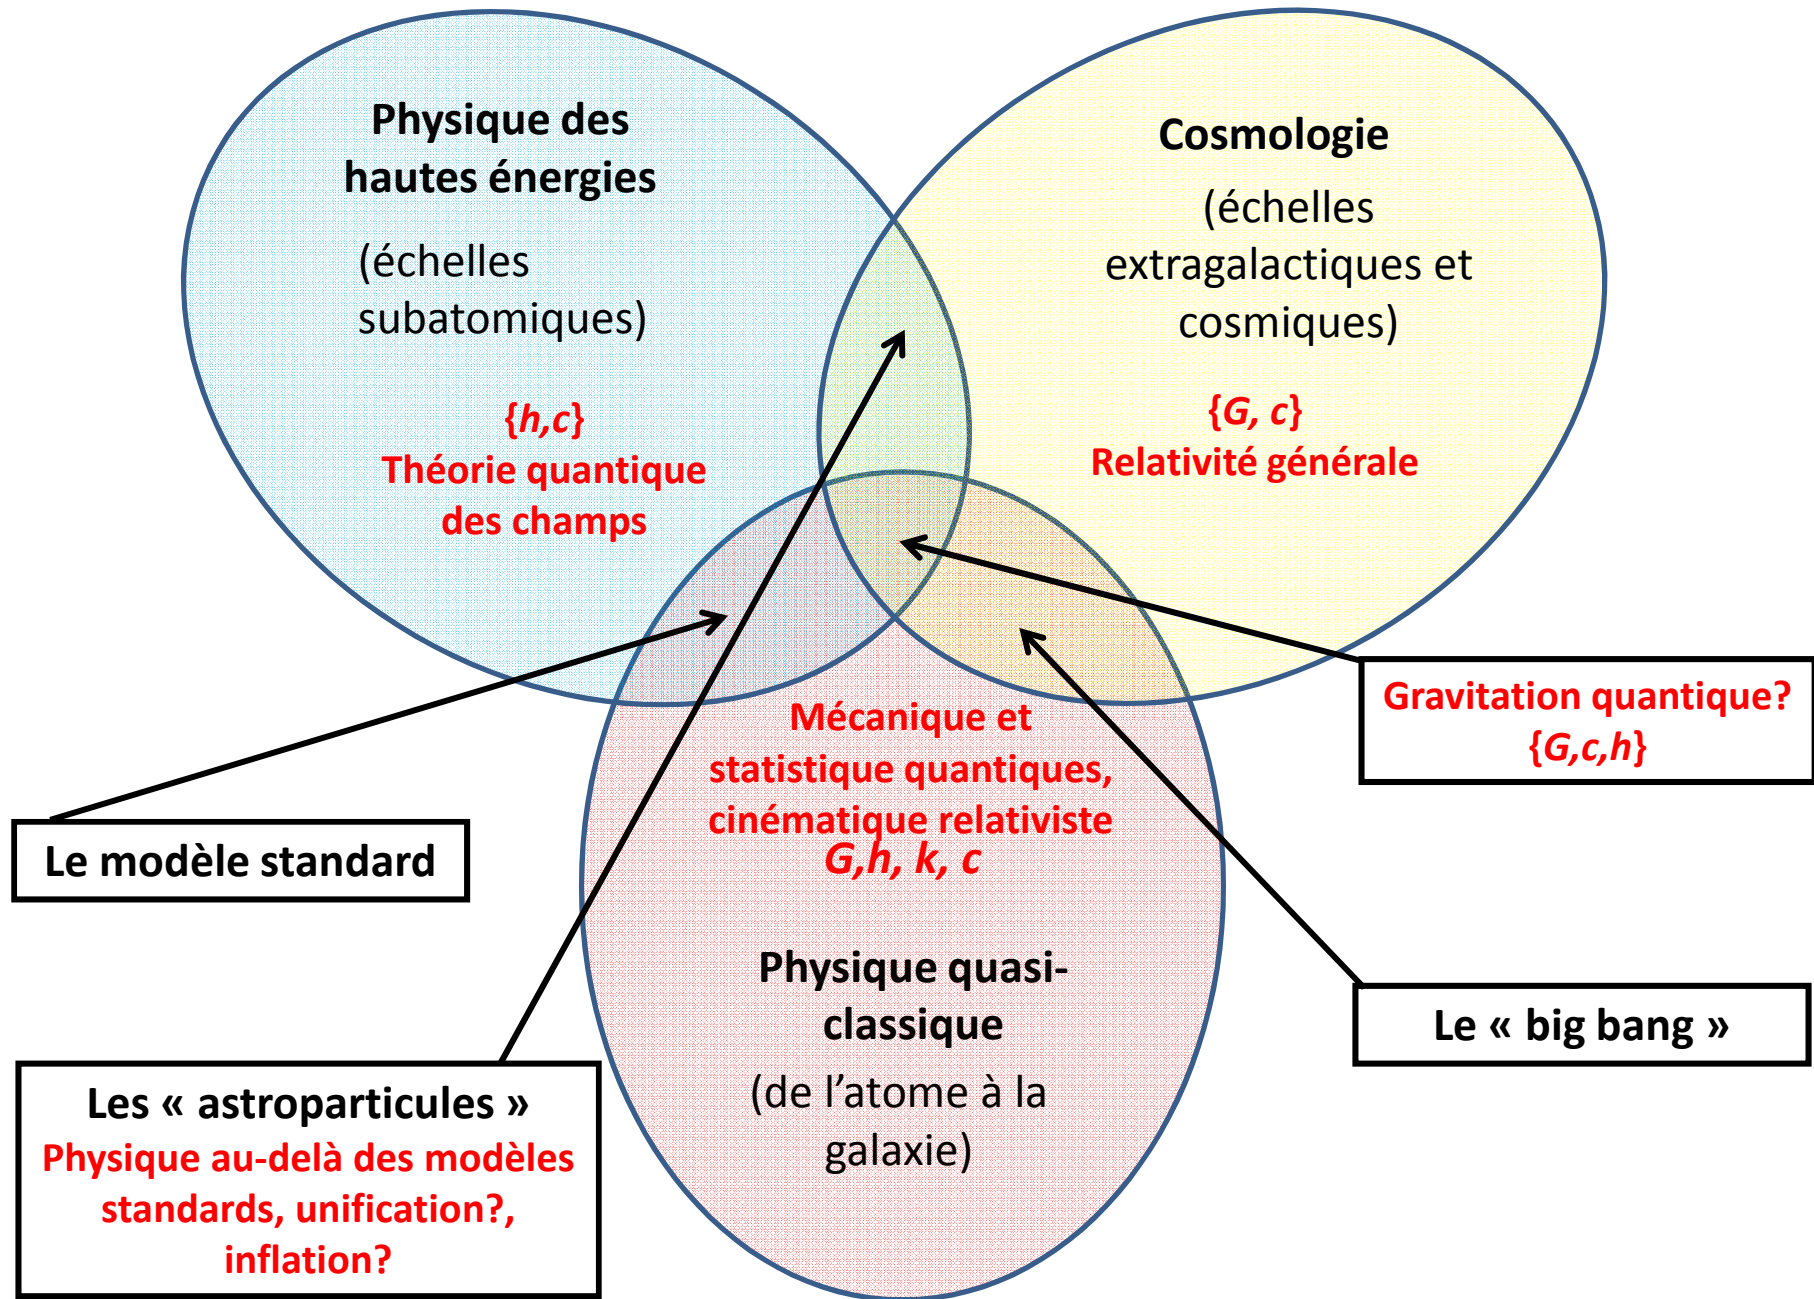 Physique des
hautes énergies
(échelles
subatomiques)
{h,c}
Théorie quantique
des champs
Cosmologie
(échelles
extragalactiques et
cosmiques)
{G, c}
Relativité générale
Mécanique et
statistique quantiques,
cinématique relativiste
G,h, k, c
Physique quasi-
classique
(de l’atome à la
galaxie)
Gravitation quantique?
{G,c,h}
Le modèle standard
Le « big bang »
Les « astroparticules »
Physique au-delà des modèles
standards, unification?,
inflation?